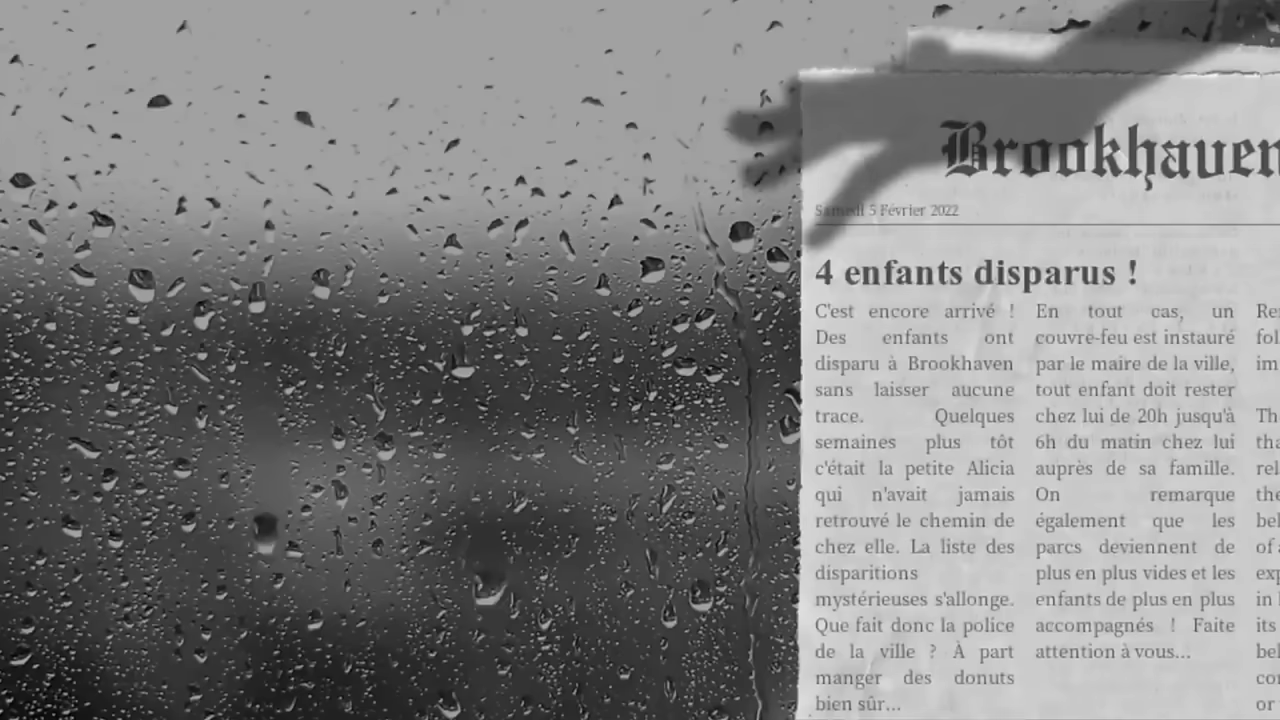 Brookhaven
Samedi 5 Février 2022
4 enfants disparus !
C'est encore arrivé !
Des enfants ont
disparu à Brookhaven
sans laisser aucune
trace. Quelques
semaines plus tôt
c'était la petite Alicia
qui n'avait jamais
retrouvé le chemin de
chez elle. La liste des
disparitions
mystérieuses s'allonge.
Que fait donc la police
de la ville ? À part
manger des donuts
bien sûr...
En tout cas, un
couvre-feu est instauré
par le maire de la ville,
tout enfant doit rester
chez lui de 20h jusqu'à
6h du matin chez lui
auprès de sa famille.
On remarque
également que les
parcs deviennent de
plus en plus vides et les
enfants de plus en plus
accompagnés ! Faite
attention à vous...